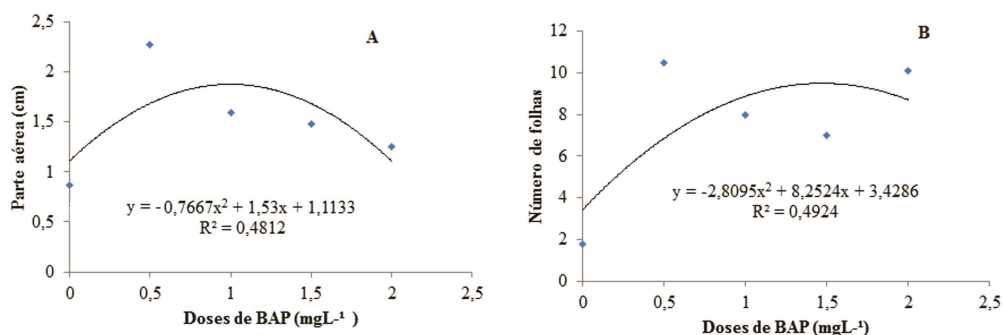 A
Parte aérea (cm)
2,5
2
1,5
1
0,5
0
y = -0,7667x² + 1,53x + 1,1133
R² = 0,4812
0 0,5 1 1,5 2 2,5
Doses de BAP (mgL-¹ )
B
Número de folhas
12
10
8
6
4
2
0
y = -2,8095x² + 8,2524x + 3,4286
R² = 0,4924
0 0,5 1 1,5 2 2,5
Doses de BAP (mgL-¹)